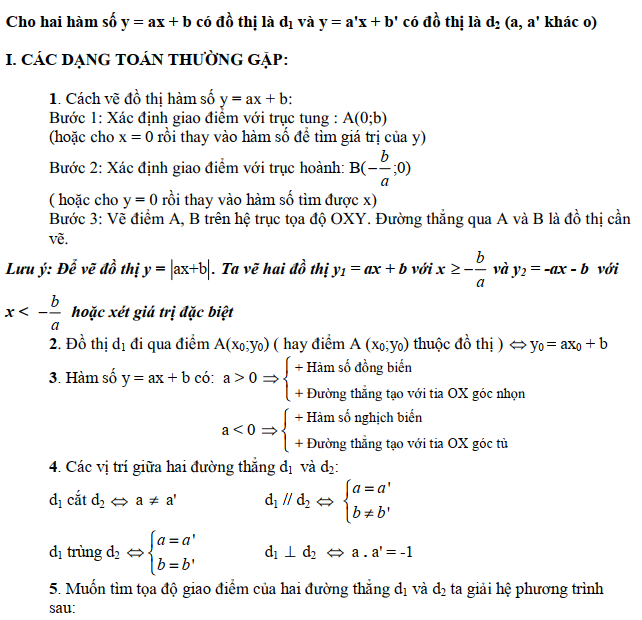 Cho hai hàm số y = ax + b có đồ thị là d₁ và y = a'x + b' có đồ thị là d₂ (a, a' khác o)
I. CÁC DẠNG TOÁN THƯỜNG GẶP:
1. Cách vẽ đồ thị hàm số y = ax + b:
Bước 1: Xác định giao điểm với trục tung : A(0;b)
(hoặc cho x = 0 rồi thay vào hàm số để tìm giá trị của y)
Bước 2: Xác định giao điểm với trục hoành: B(−b/a;0)
( hoặc cho y = 0 rồi thay vào hàm số tìm được x)
Bước 3: Vẽ điểm A, B trên hệ trục tọa độ OXY. Đường thẳng qua A và B là đồ thị cần
vẽ.
Lưu ý: Để vẽ đồ thị y = |ax+b|. Ta vẽ hai đồ thị y₁ = ax + b với x ≥ −b/a và y₂ = -ax - b với
x < −b/a hoặc xét giá trị đặc biệt
2. Đồ thị d₁ đi qua điểm A(x₀;y₀) ( hay điểm A (x₀;y₀) thuộc đồ thị ) ⇔ y₀ = ax₀ + b
3. Hàm số y = ax + b có: a > 0 ⇒ { + Hàm số đồng biến
+ Đường thẳng tạo với tia OX góc nhọn
a < 0 ⇒ { + Hàm số nghịch biến
+ Đường thẳng tạo với tia OX góc tù
4. Các vị trí giữa hai đường thẳng d₁ và d₂:
d₁ cắt d₂ ⇔ a ≠ a' d₁ // d₂ ⇔ { a = a'
b ≠ b'
d₁ trùng d₂ ⇔ { a = a'
b = b' d₁ ⊥ d₂ ⇔ a . a' = -1
5. Muốn tìm tọa độ giao điểm của hai đường thẳng d₁ và d₂ ta giải hệ phương trình
sau: